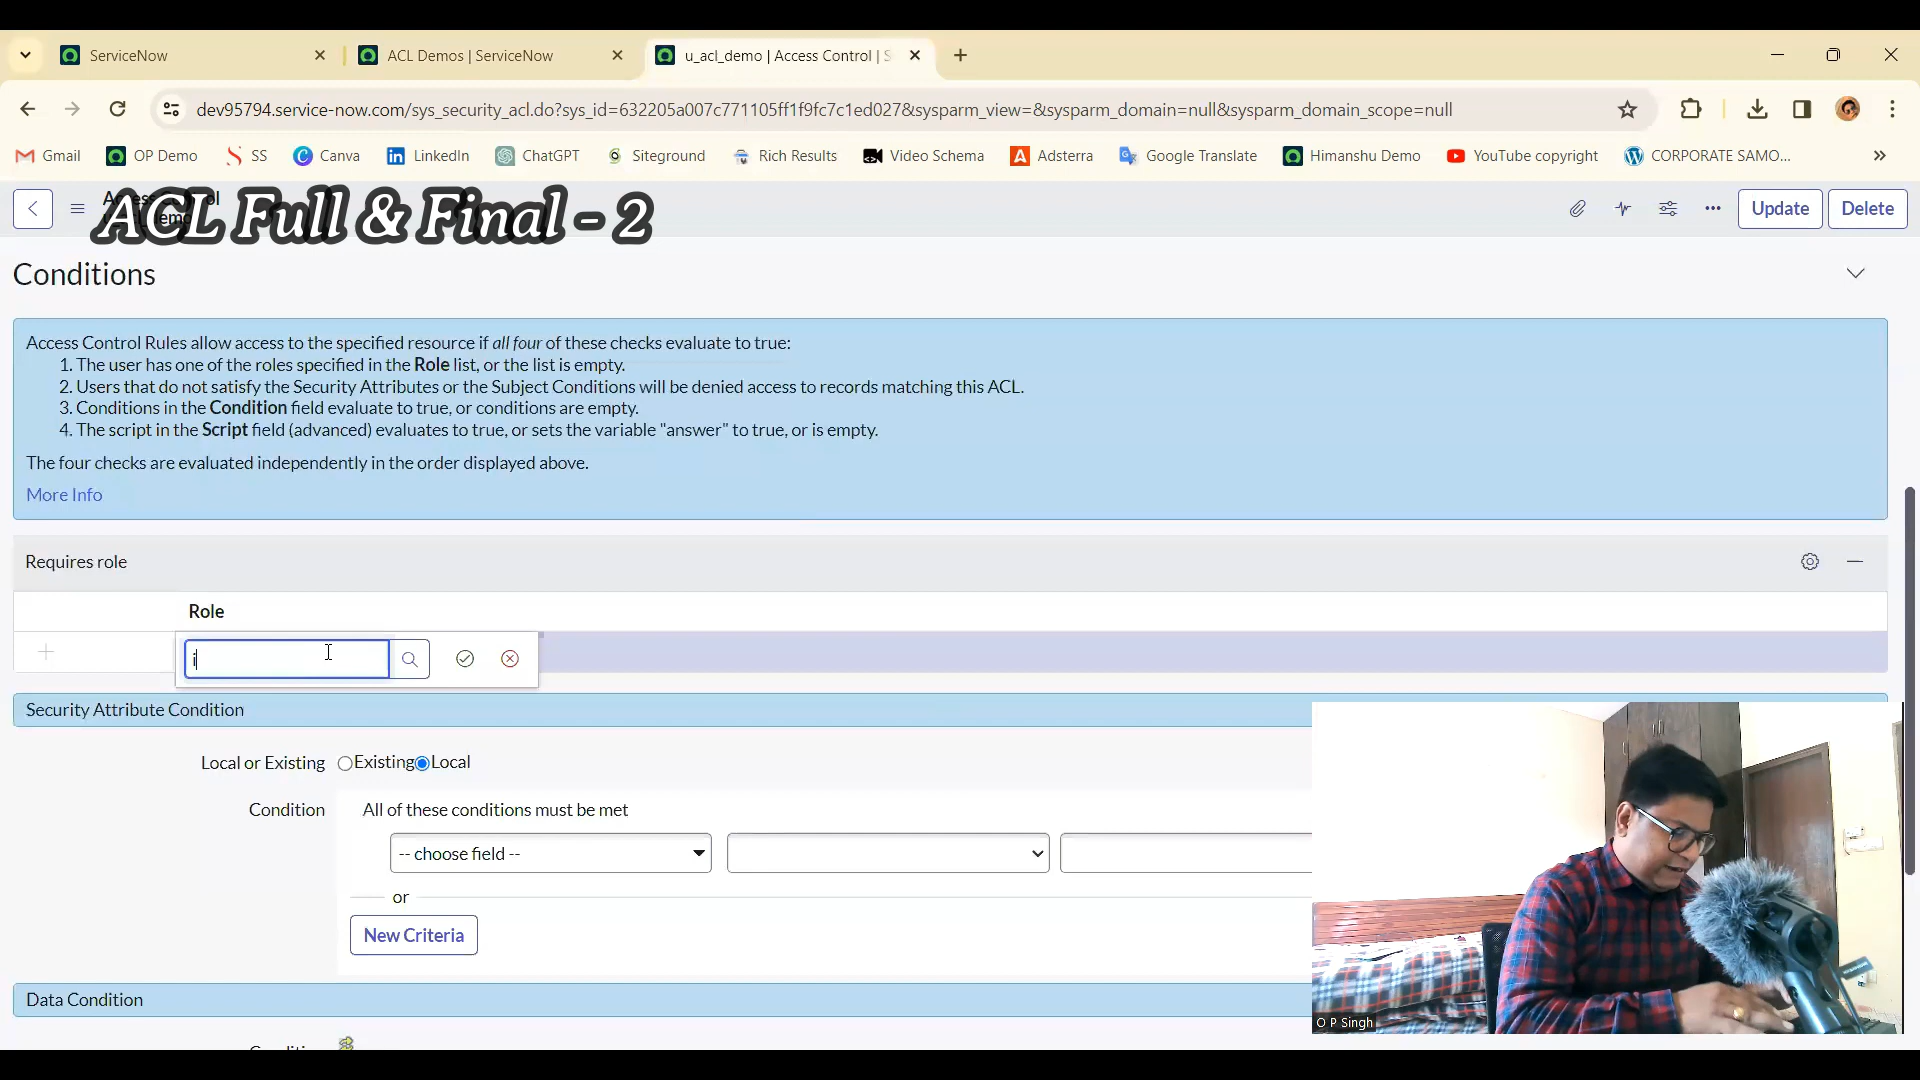 ServiceNow
ACL Demos | ServiceNow
u_acl_demo | Access Control | S
dev95794.service-now.com/sys_security_acl.do?sys_id=632205a007c771105ff1f9fc7c1ed027&sysparm_view=&sysparm_domain=null&sysparm_domain_scope=null
Gmail
OP Demo
SS
Canva
LinkedIn
ChatGPT
Siteground
Rich Results
Video Schema
Adsterra
Google Translate
Himanshu Demo
YouTube copyright
CORPORATE SAMO...
Access Control
u_acl_demo
ACL Full & Final - 2
Update
Delete
Conditions
Access Control Rules allow access to the specified resource if all four of these checks evaluate to true:
1. The user has one of the roles specified in the Role list, or the list is empty.
2. Users that do not satisfy the Security Attributes or the Subject Conditions will be denied access to records matching this ACL.
3. Conditions in the Condition field evaluate to true, or conditions are empty.
4. The script in the Script field (advanced) evaluates to true, or sets the variable "answer" to true, or is empty.
The four checks are evaluated independently in the order displayed above.
More Info
Requires role
Role
i
Security Attribute Condition
Local or Existing
Existing
Local
Condition
All of these conditions must be met
-- choose field --
or
New Criteria
Data Condition
O P Singh